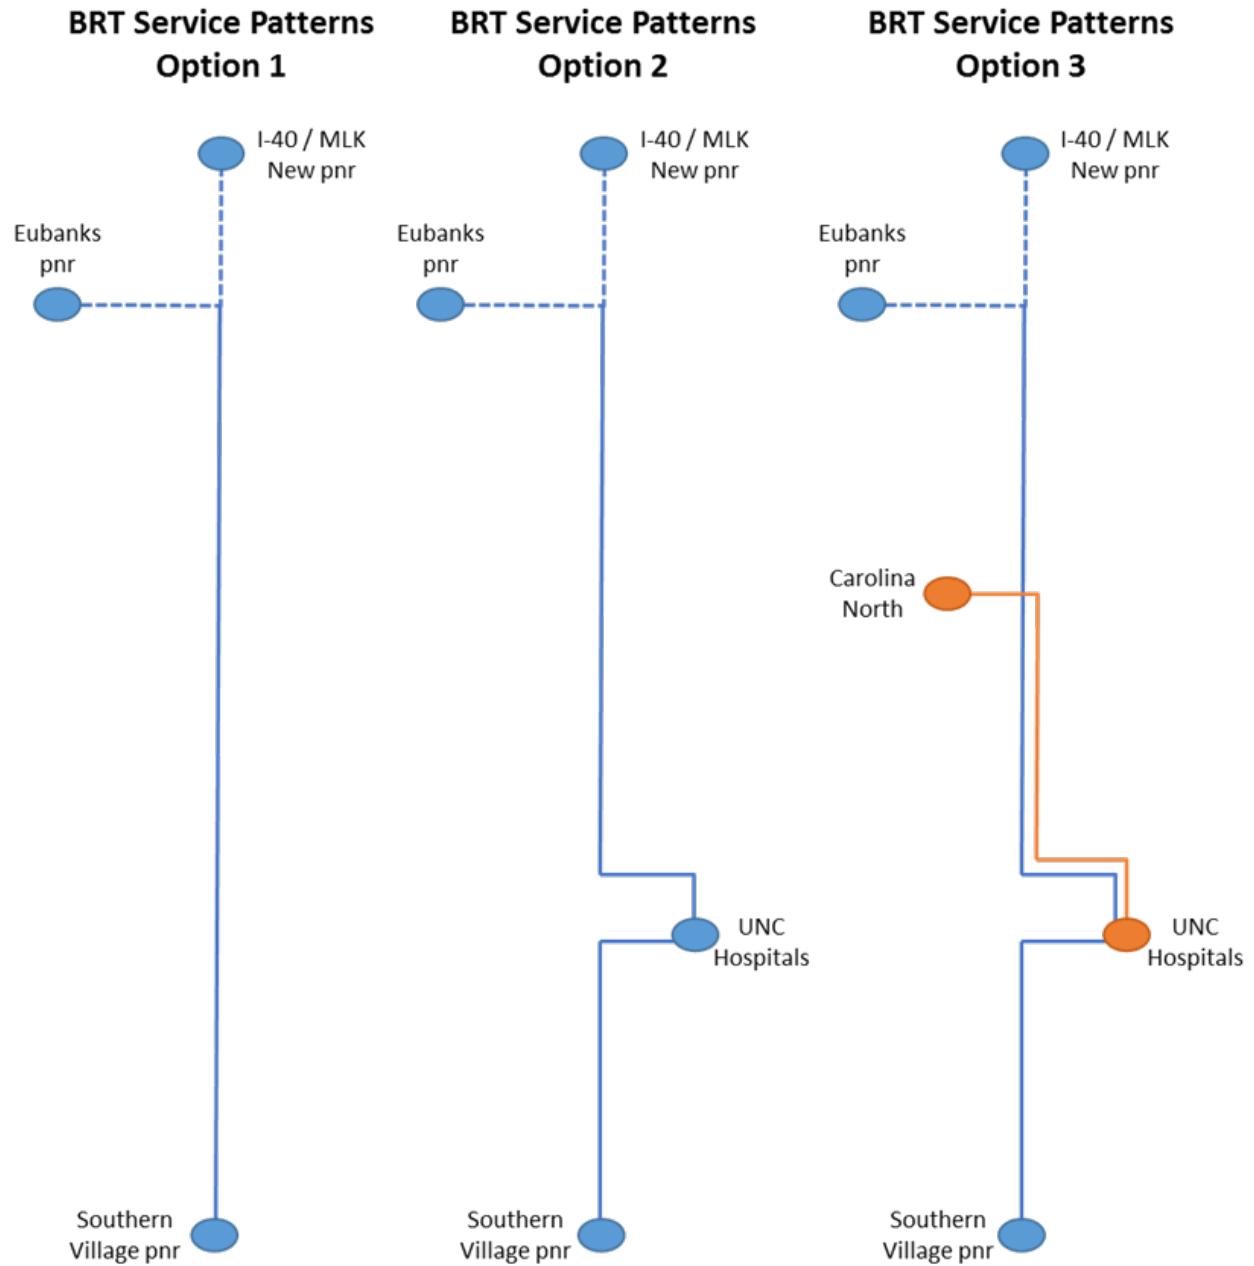 BRT Service Patterns
Option 1
I-40 / MLK
New pnr
Eubanks
pnr
Southern
Village pnr
BRT Service Patterns
Option 2
I-40 / MLK
New pnr
Eubanks
pnr
UNC
Hospitals
Southern
Village pnr
BRT Service Patterns
Option 3
I-40 / MLK
New pnr
Eubanks
pnr
Carolina
North
UNC
Hospitals
Southern
Village pnr